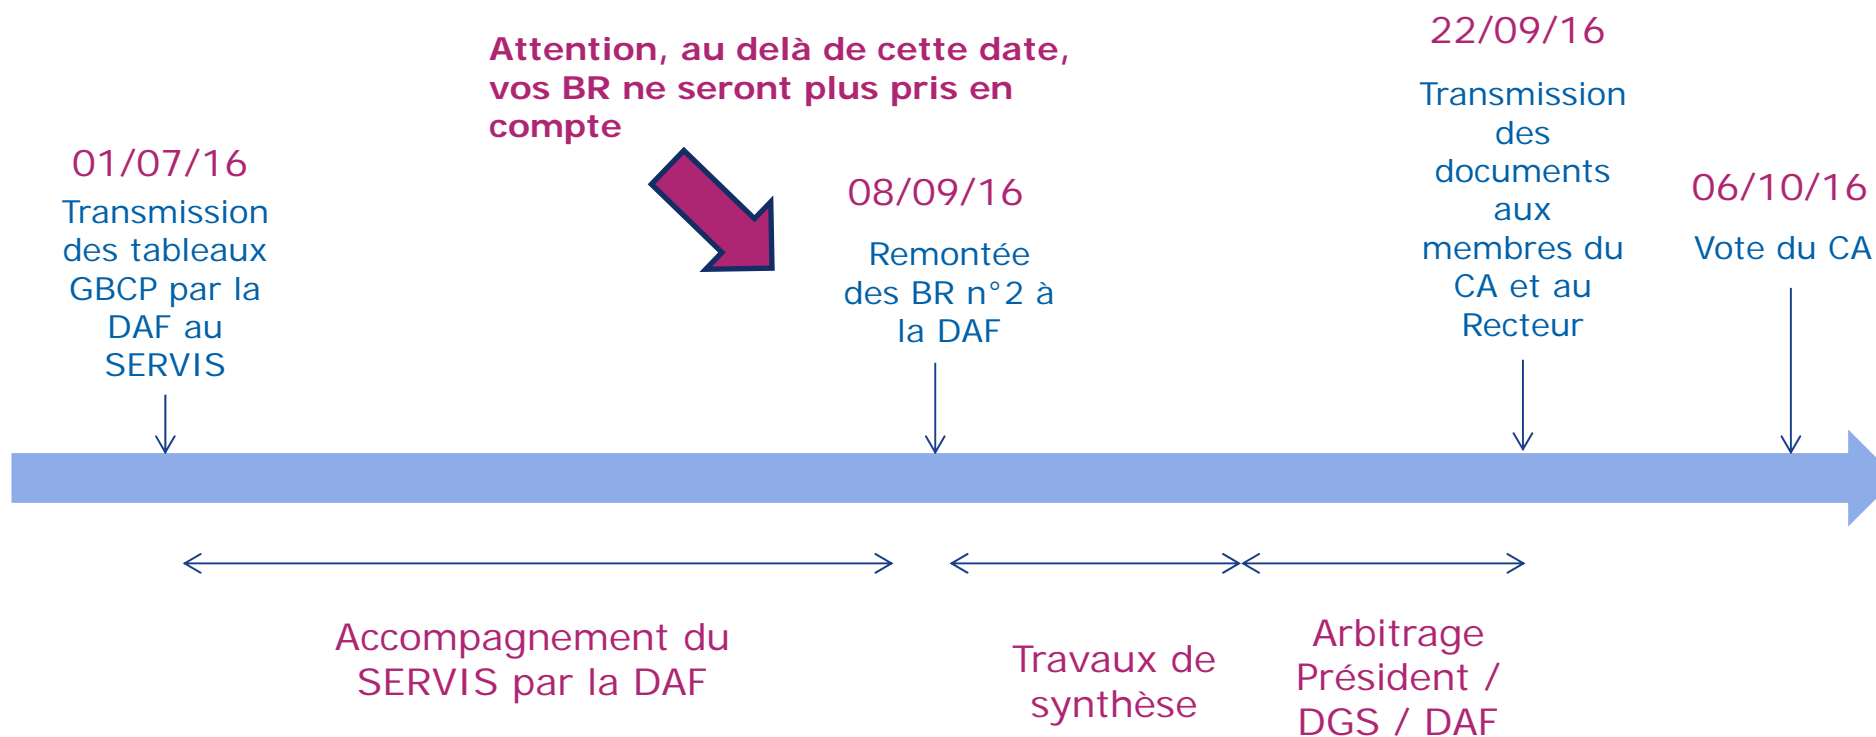 01/07/16
Transmission
des tableaux
GBCP par la
DAF au
SERVIS
Attention, au delà de cette date,
vos BR ne seront plus pris en
compte
08/09/16
Remontée
des BR n°2 à
la DAF
22/09/16
Transmission
des
documents
aux
membres du
CA et au
Recteur
06/10/16
Vote du CA
Accompagnement du
SERVIS par la DAF
Travaux de
synthèse
Arbitrage
Président /
DGS / DAF